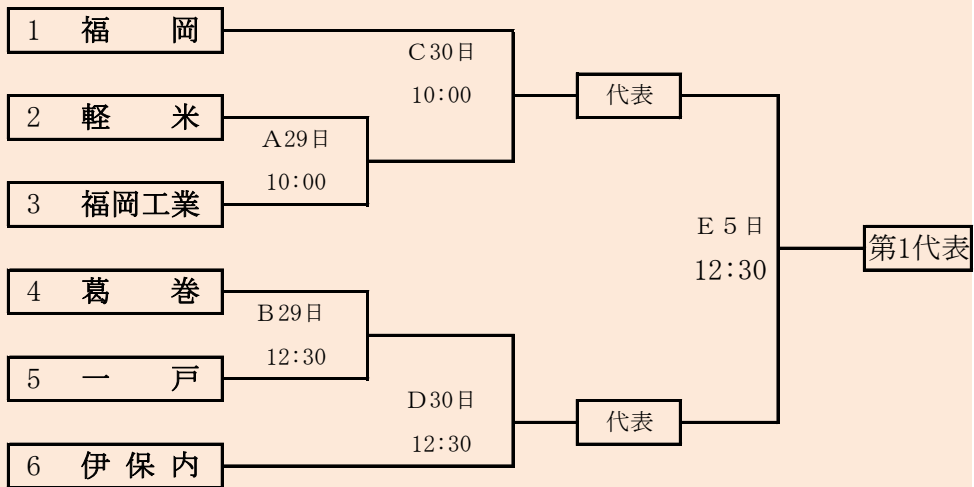 1 福 岡
C30日
10:00
代表
2 軽 米
A29日
10:00
3 福岡工業
E 5 日
12:30
第1代表
4 葛 巻
B29日
12:30
5 一 戸
D30日
12:30
代表
6 伊 保 内